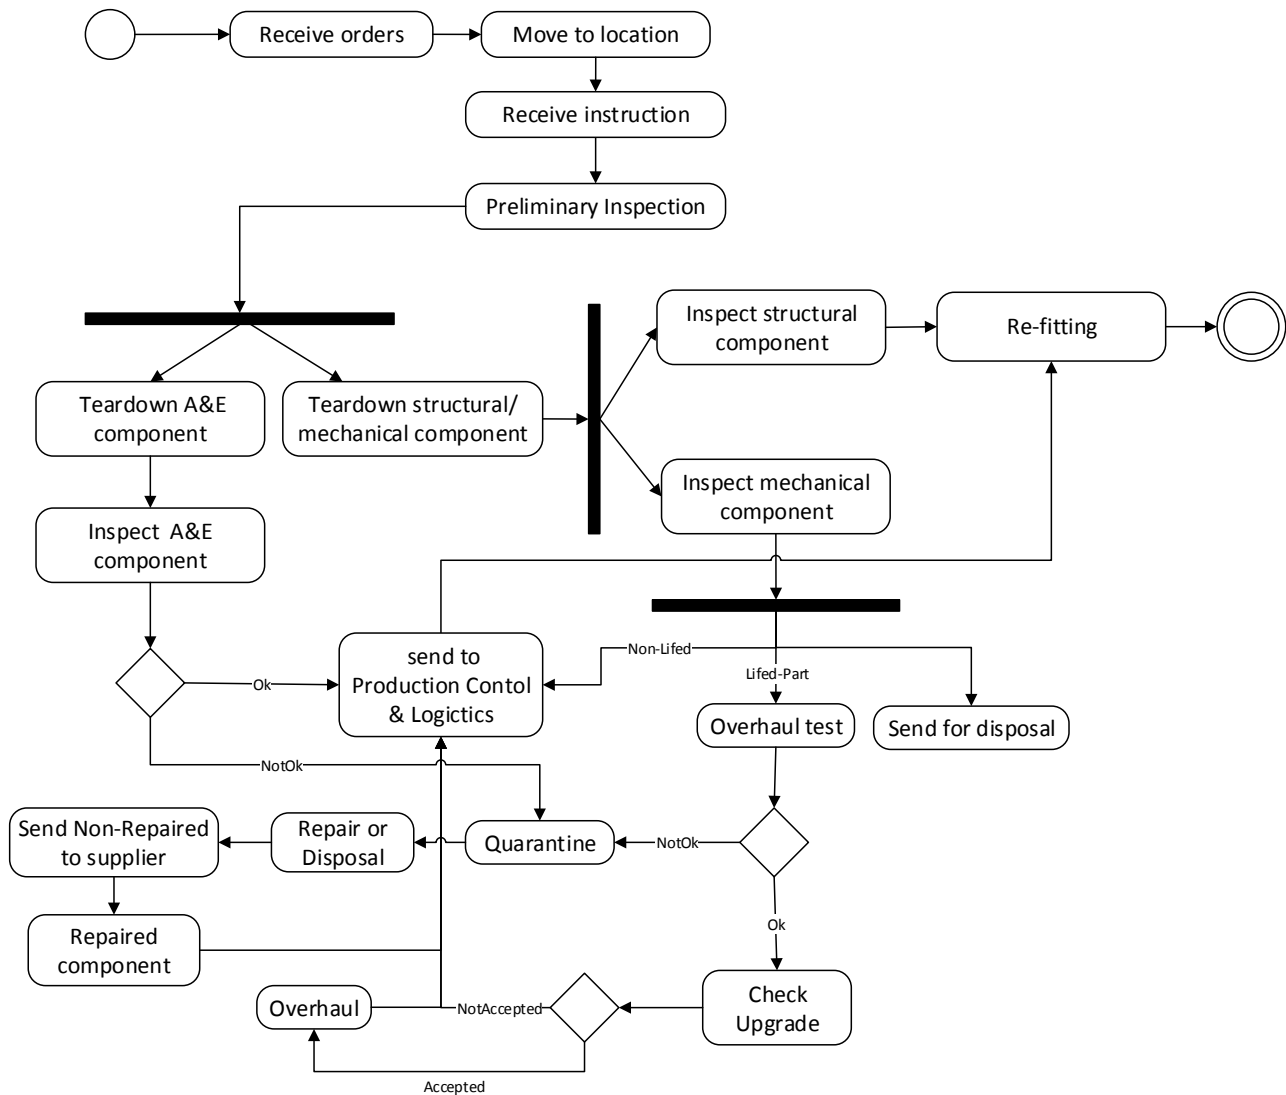 Receive orders
Move to location
Receive instruction
Preliminary Inspection
Inspect structural
component
Re-fitting
Teardown A&E
component
Teardown structural/
mechanical component
Inspect mechanical
component
Inspect A&E
component
send to
Production Contol
& Logictics
Non-Lifed
Lifed-Part
Ok
Overhaul test
Send for disposal
NotOk
Send Non-Repaired
to supplier
Repair or
Disposal
Quarantine
NotOk
Ok
Repaired
component
Overhaul
NotAccepted
Check
Upgrade
Accepted